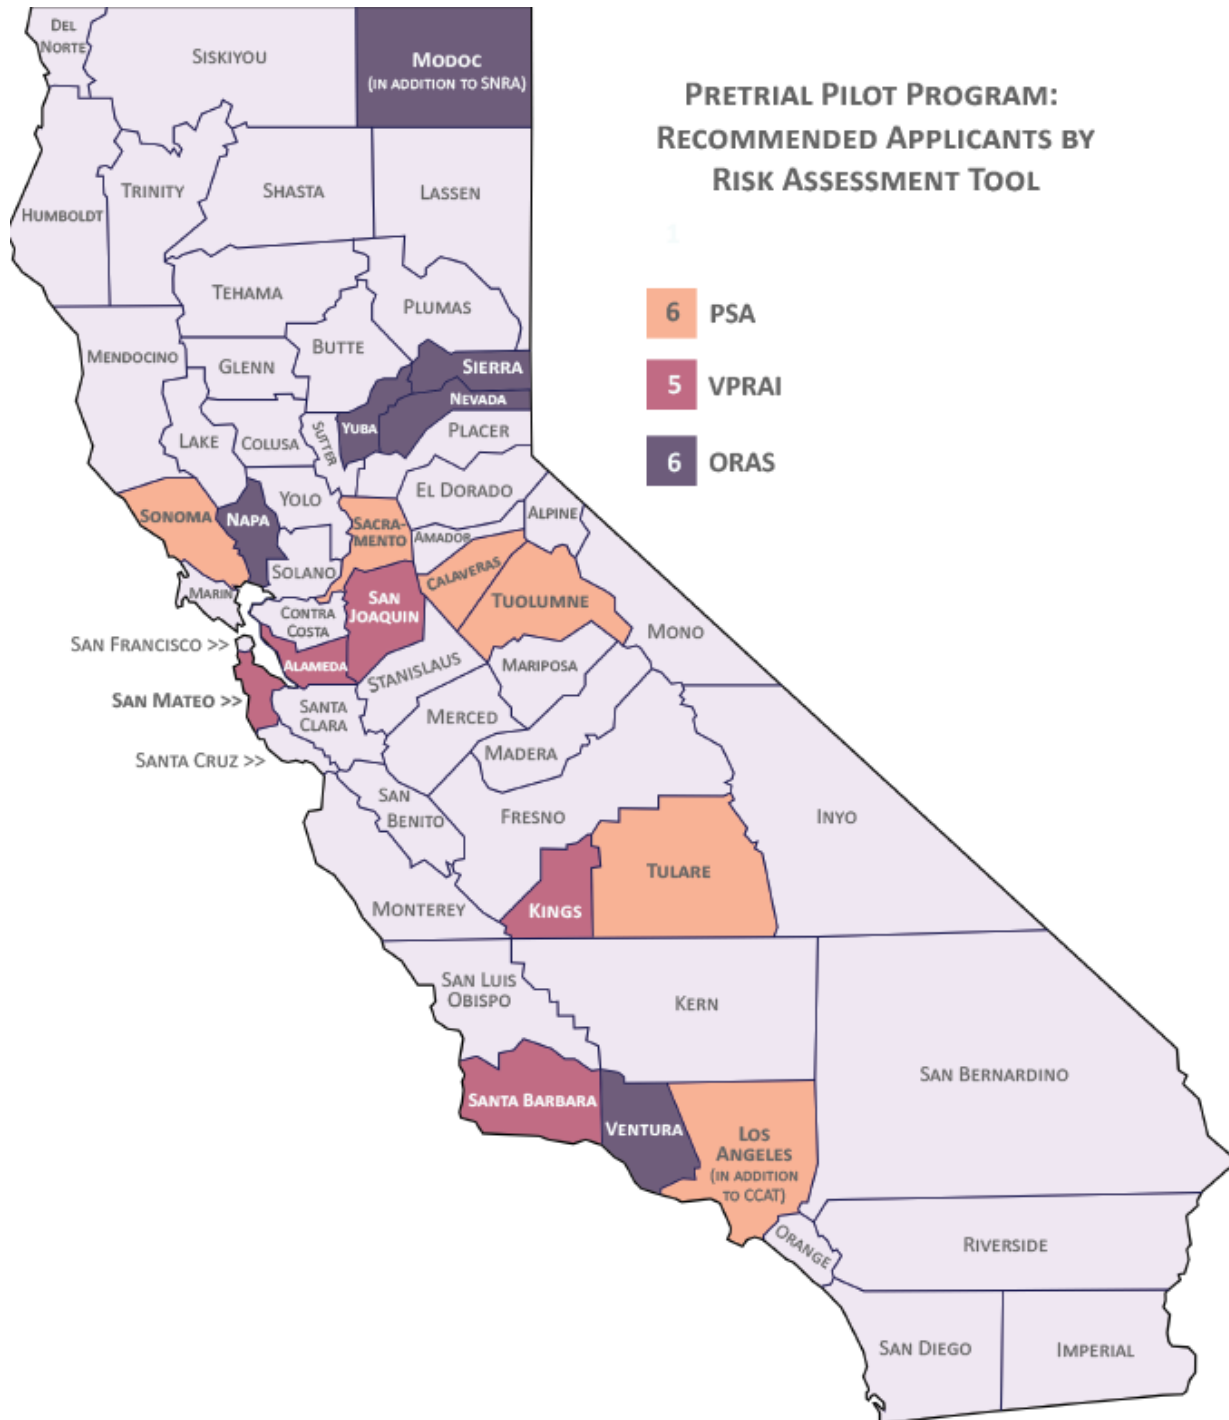 DEL
NORTE
SISKIYOU
MODOC
(IN ADDITION TO SNRA)
PRETRIAL PILOT PROGRAM:
RECOMMENDED APPLICANTS BY
RISK ASSESSMENT TOOL
1
6 PSA
5 VPRAI
6 ORAS
HUMBOLDT
TRINITY
SHASTA
LASSEN
TEHAMA
PLUMAS
MENDOCINO
GLENN
BUTTE
SIERRA
NEVADA
YUBA
PLACER
LAKE
COLUSA
SUTTER
YOLO
EL DORADO
ALPINE
SONOMA
NAPA
SACRA-
MENTO
AMADOR
SOLANO
CALAVERAS
MARIN
CONTRA
COSTA
SAN
JOAQUIN
TUOLUMNE
MONO
SAN FRANCISCO >>
ALAMEDA
STANISLAUS
MARIPOSA
SAN MATEO >>
SANTA
CLARA
MERCED
MADERA
SANTA CRUZ >>
SAN
BENITO
FRESNO
INYO
TULARE
MONTEREY
KINGS
SAN LUIS
OBISPO
KERN
SAN BERNARDINO
SANTA BARBARA
VENTURA
LOS
ANGELES
(IN ADDITION
TO CCAT)
ORANGE
RIVERSIDE
SAN DIEGO
IMPERIAL